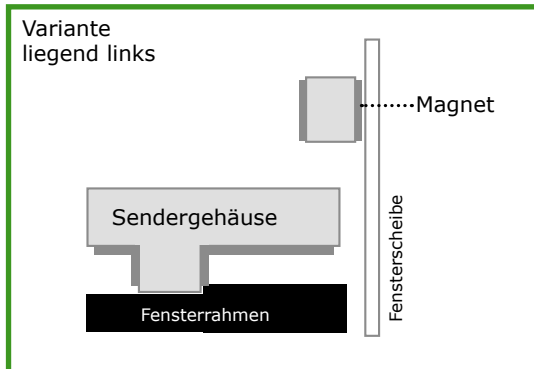 Variante
liegend links
Magnet
Sendergehäuse
Fensterscheibe
Fensterrahmen